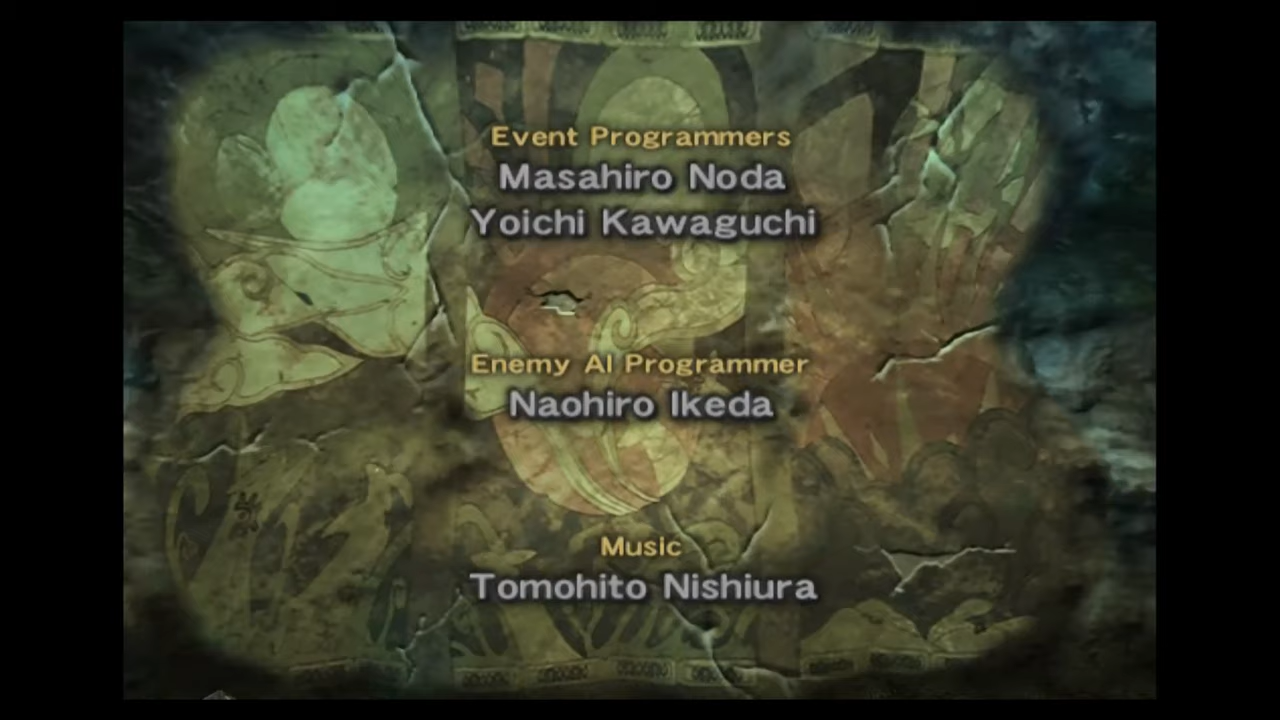 Event Programmers
Masahiro Noda
Yoichi Kawaguchi
Enemy AI Programmer
Naohiro Ikeda
Music
Tomohito Nishiura